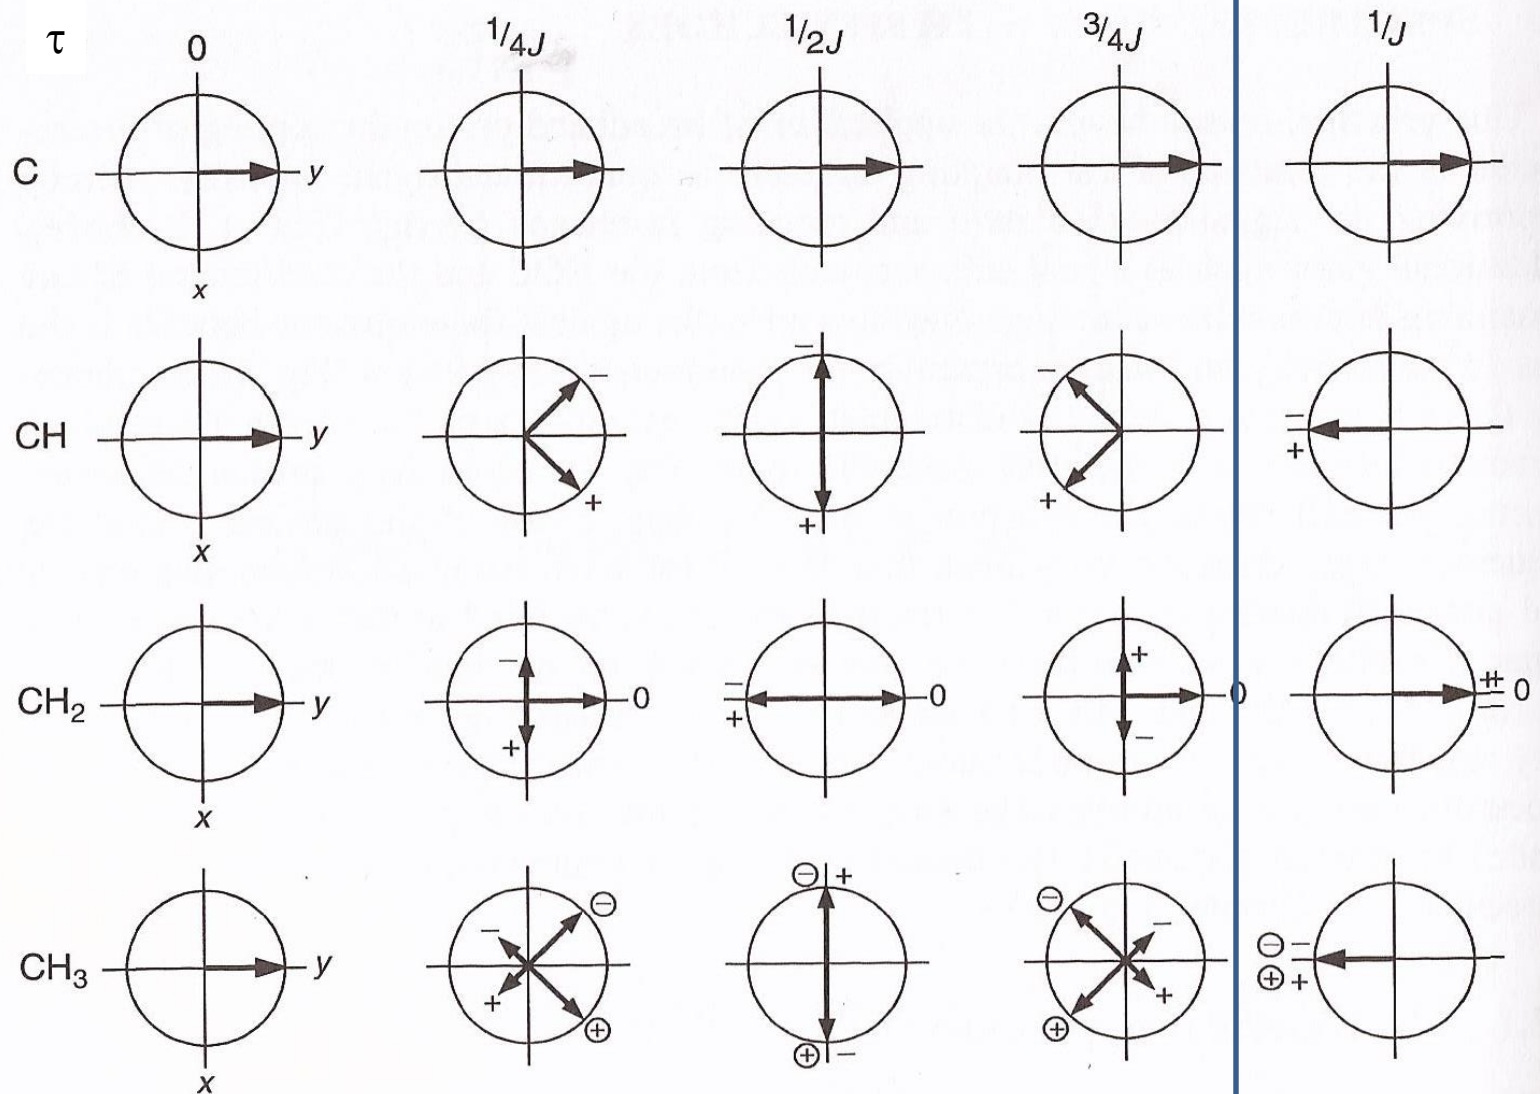 τ 0 1/4J 1/2J 3/4J 1/J
C y
x
CH y − + − + + − +
x
CH₂ y − + 0 − + 0 + − 0 ++ −− 0
x
CH₃ y ⊖ − + ⊕ ⊖ + ⊕ − ⊖ − + ⊕ ⊖ − ⊕ +
x